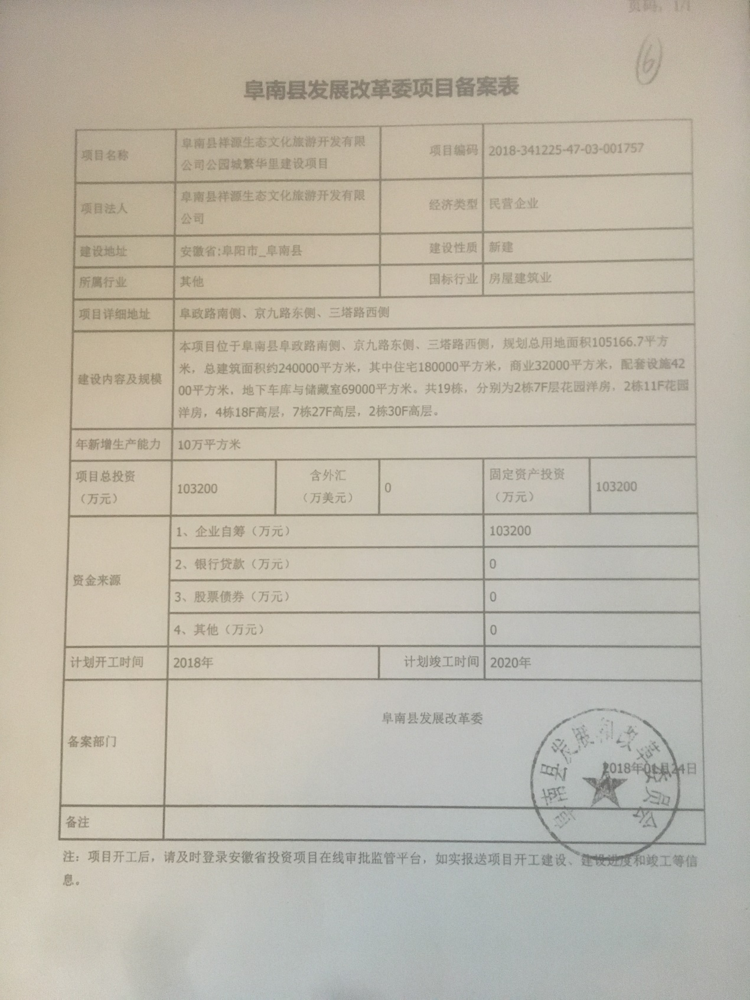 页码，1/1
6
阜南县发展改革委项目备案表
项目名称
阜南县祥源生态文化旅游开发有限
公司公园城繁华里建设项目
项目编码
2018-341225-47-03-001757
项目法人
阜南县祥源生态文化旅游开发有限
公司
经济类型
民营企业
建设地址
安徽省:阜阳市_阜南县
建设性质
新建
所属行业
其他
国标行业
房屋建筑业
项目详细地址
阜政路南侧、京九路东侧、三塔路西侧
建设内容及规模
本项目位于阜南县阜政路南侧、京九路东侧、三塔路西侧，规划总用地面积105166.7平方
米，总建筑面积约240000平方米，其中住宅180000平方米，商业32000平方米，配套设施42
00平方米，地下车库与储藏室69000平方米。共19栋，分别为2栋7F层花园洋房，2栋11F花园
洋房，4栋18F高层，7栋27F高层，2栋30F高层。
年新增生产能力
10万平方米
项目总投资
（万元）
103200
含外汇
（万美元）
0
固定资产投资
（万元）
103200
资金来源
1、企业自筹（万元）
103200
2、银行贷款（万元）
0
3、股票债券（万元）
0
4、其他（万元）
0
计划开工时间
2018年
计划竣工时间
2020年
备案部门
阜南县发展改革委
2018年01月24日
阜南县发展和改革委员会
备注
注：项目开工后，请及时登录安徽省投资项目在线审批监管平台，如实报送项目开工建设、建设进度和竣工等信
息。